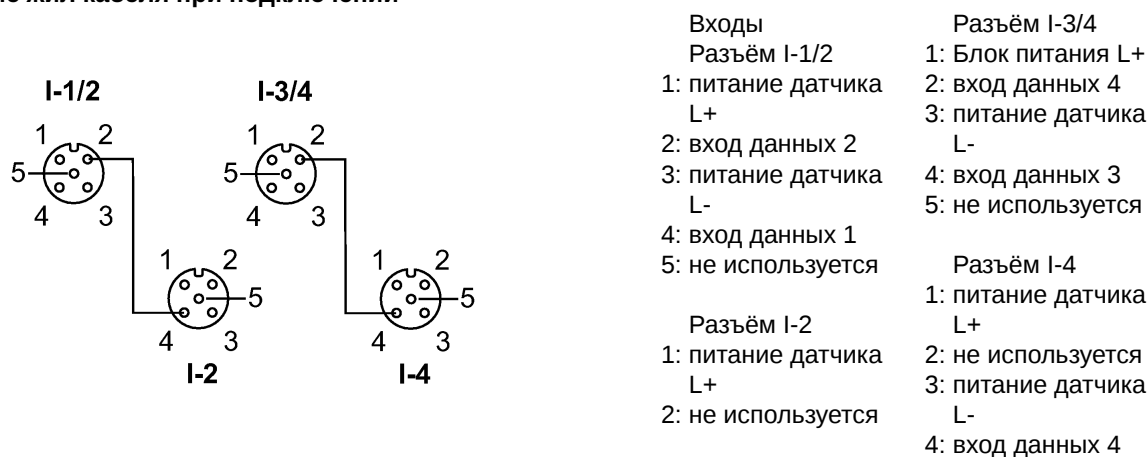 жил кабеля при подключении
I-1/2
I-3/4
1
2
1
2
5
5
4
3
4
3
1
2
1
2
5
5
4
3
4
3
I-2
I-4
Входы
Разъём I-1/2
1: питание датчика
L+
2: вход данных 2
3: питание датчика
L-
4: вход данных 1
5: не используется
Разъём I-2
1: питание датчика
L+
2: не используется
Разъём I-3/4
1: Блок питания L+
2: вход данных 4
3: питание датчика
L-
4: вход данных 3
5: не используется
Разъём I-4
1: питание датчика
L+
2: не используется
3: питание датчика
L-
4: вход данных 4